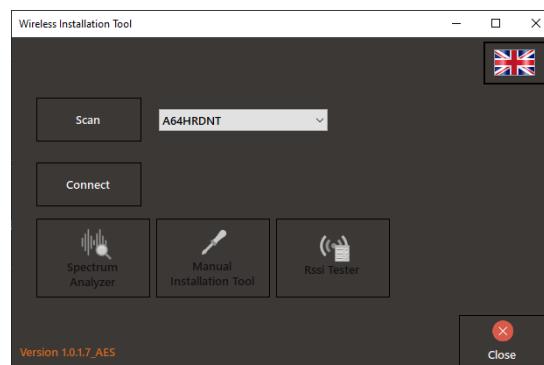 Wireless Installation Tool
Scan
A64HRDNT
Connect
Spectrum
Analyzer
Manual
Installation Tool
Rssi Tester
Version 1.0.1.7_AES
Close